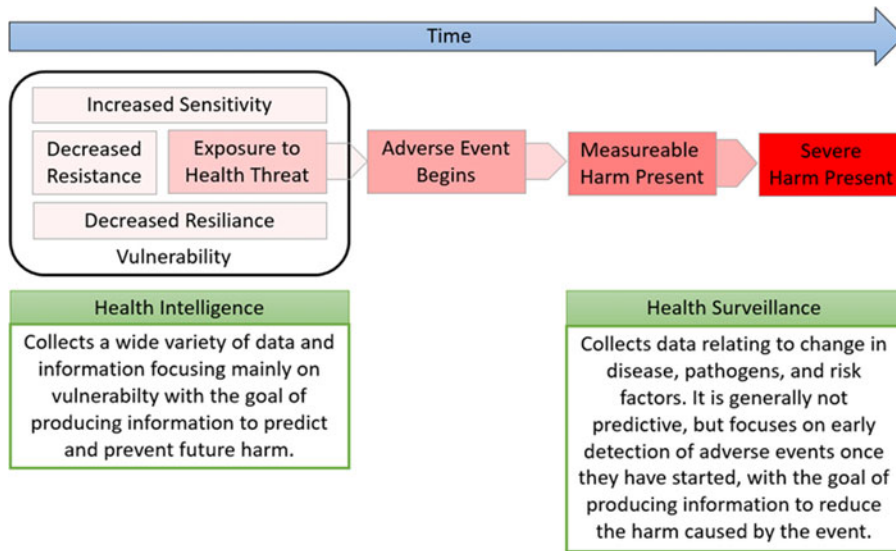 Time
Increased Sensitivity
Decreased
Resistance
Exposure to
Health Threat
Decreased Resiliance
Vulnerability
Adverse Event
Begins
Measureable
Harm Present
Severe
Harm Present
Health Intelligence
Collects a wide variety of data and
information focusing mainly on
vulnerabilty with the goal of
producing information to predict
and prevent future harm.
Health Surveillance
Collects data relating to change in
disease, pathogens, and risk
factors. It is generally not
predictive, but focuses on early
detection of adverse events once
they have started, with the goal of
producing information to reduce
the harm caused by the event.